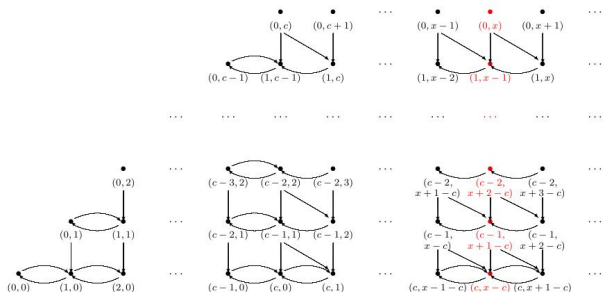 ··· ···
(0, c) (0, c+1) (0, x−1) (0, x) (0, x+1)
··· ···
(0, c−1) (1, c−1) (1, c) (1, x−2) (1, x−1) (1, x)
··· ··· ··· ··· ··· ··· ··· ··· ···
··· ··· ···
(0, 2) (c−3, 2) (c−2, 2) (c−2, 3) (c−2, (c−2, (c−2,
x+1−c) x+2−c) x+3−c)
··· ··· ···
(0, 1) (1, 1) (c−2, 1) (c−1, 1) (c−1, 2) (c−1, (c−1, (c−1,
x−c) x+1−c) x+2−c)
··· ··· ···
(0, 0) (1, 0) (2, 0) (c−1, 0) (c, 0) (c, 1) (c, x−1−c) (c, x−c) (c, x+1−c)